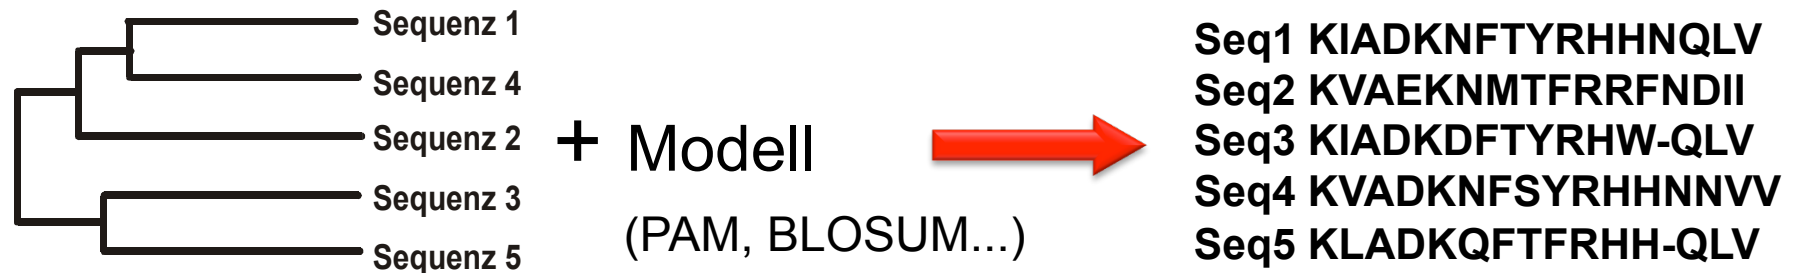 Sequenz 1
Sequenz 4
Sequenz 2
Sequenz 3
Sequenz 5
+ Modell
(PAM, BLOSUM...)
Seq1 KIADKNFTYRHHNQLV
Seq2 KVAEKNMTFRRFNDII
Seq3 KIADKDFTYRHW-QLV
Seq4 KVADKNFSYRHHNNVV
Seq5 KLADKQFTFRHH-QLV